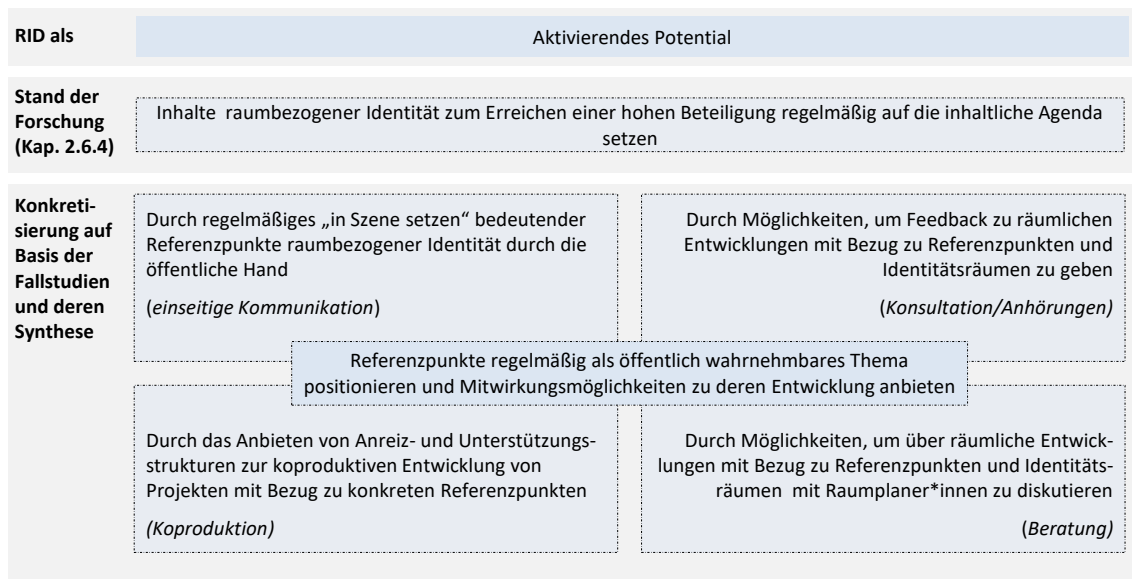 RID als
Aktivierendes Potential
Stand der
Forschung
(Kap. 2.6.4)
Inhalte  raumbezogener Identität zum Erreichen einer hohen Beteiligung regelmäßig auf die inhaltliche Agenda
setzen
Konkreti-
sierung auf
Basis der
Fallstudien
und deren
Synthese
Durch regelmäßiges „in Szene setzen“ bedeutender
Referenzpunkte raumbezogener Identität durch die
öffentliche Hand
(einseitige Kommunikation)
Durch Möglichkeiten, um Feedback zu räumlichen
Entwicklungen mit Bezug zu Referenzpunkten und
Identitätsräumen zu geben
(Konsultation/Anhörungen)
Referenzpunkte regelmäßig als öffentlich wahrnehmbares Thema
positionieren und Mitwirkungsmöglichkeiten zu deren Entwicklung anbieten
Durch das Anbieten von Anreiz- und Unterstützungs-
strukturen zur koproduktiven Entwicklung von
Projekten mit Bezug zu konkreten Referenzpunkten
(Koproduktion)
Durch Möglichkeiten, um über räumliche Entwick-
lungen mit Bezug zu Referenzpunkten und Identitäts-
räumen  mit Raumplaner*innen zu diskutieren
(Beratung)